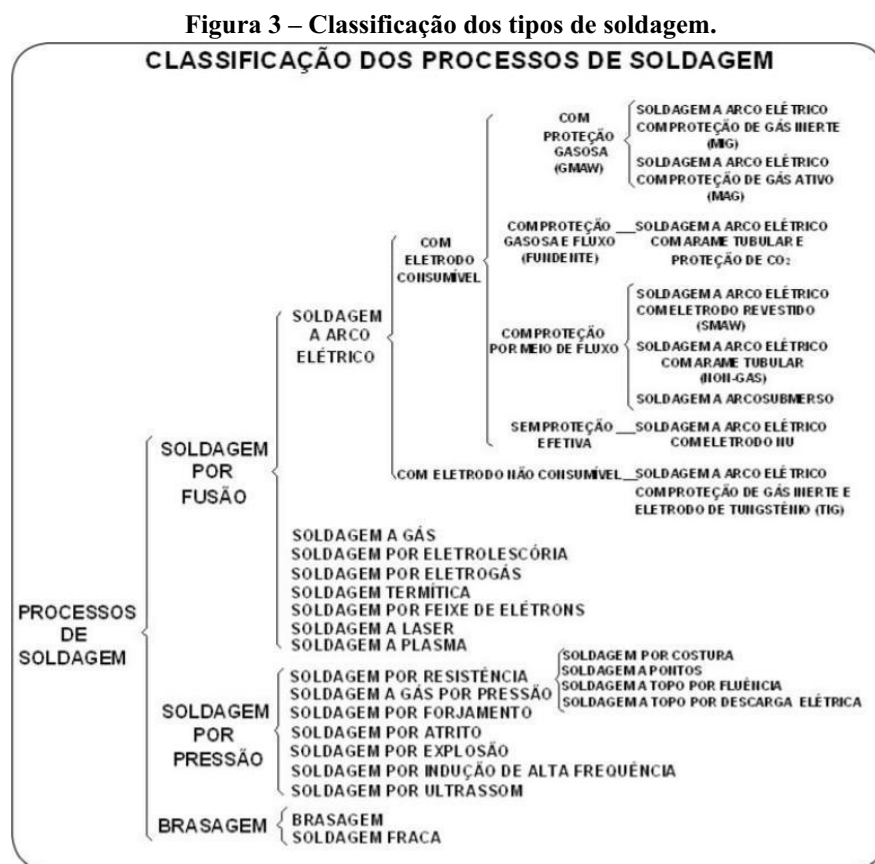 Figura 3 – Classificação dos tipos de soldagem.
CLASSIFICAÇÃO DOS PROCESSOS DE SOLDAGEM
PROCESSOS
DE
SOLDAGEM
SOLDAGEM
POR
FUSÃO
SOLDAGEM
A ARCO
ELÉTRICO
COM
ELETRODO
CONSUMÍVEL
COM
PROTEÇÃO
GASOSA
(GMAW)
SOLDAGEM A ARCO ELÉTRICO
COM PROTEÇÃO DE GÁS INERTE
(MIG)
SOLDAGEM A ARCO ELÉTRICO
COM PROTEÇÃO DE GÁS ATIVO
(MAG)
COM PROTEÇÃO
GASOSA E FLUXO
(FUNDENTE)
SOLDAGEM A ARCO ELÉTRICO
COM ARAME TUBULAR E
PROTEÇÃO DE CO₂
COM PROTEÇÃO
POR MEIO DE FLUXO
SOLDAGEM A ARCO ELÉTRICO
COM ELETRODO REVESTIDO
(SMAW)
SOLDAGEM A ARCO ELÉTRICO
COM ARAME TUBULAR
(NON-GAS)
SOLDAGEM A ARCO SUBMERSO
SEM PROTEÇÃO
EFETIVA
SOLDAGEM A ARCO ELÉTRICO
COM ELETRODO NU
COM ELETRODO NÃO CONSUMÍVEL
SOLDAGEM A ARCO ELÉTRICO
COM PROTEÇÃO DE GÁS INERTE E
ELETRODO DE TUNGSTÊNIO (TIG)
SOLDAGEM A GÁS
SOLDAGEM POR ELETROLESCÓRIA
SOLDAGEM POR ELETROGÁS
SOLDAGEM TERMÍTICA
SOLDAGEM POR FEIXE DE ELÉTRONS
SOLDAGEM A LASER
SOLDAGEM A PLASMA
SOLDAGEM
POR
PRESSÃO
SOLDAGEM POR RESISTÊNCIA
SOLDAGEM POR COSTURA
SOLDAGEM A PONTOS
SOLDAGEM A TOPO POR FLUÊNCIA
SOLDAGEM A TOPO POR DESCARGA ELÉTRICA
SOLDAGEM A GÁS POR PRESSÃO
SOLDAGEM POR FORJAMENTO
SOLDAGEM POR ATRITO
SOLDAGEM POR EXPLOSÃO
SOLDAGEM POR INDUÇÃO DE ALTA FREQUÊNCIA
SOLDAGEM POR ULTRASSOM
BRASAGEM
BRASAGEM
SOLDAGEM FRACA